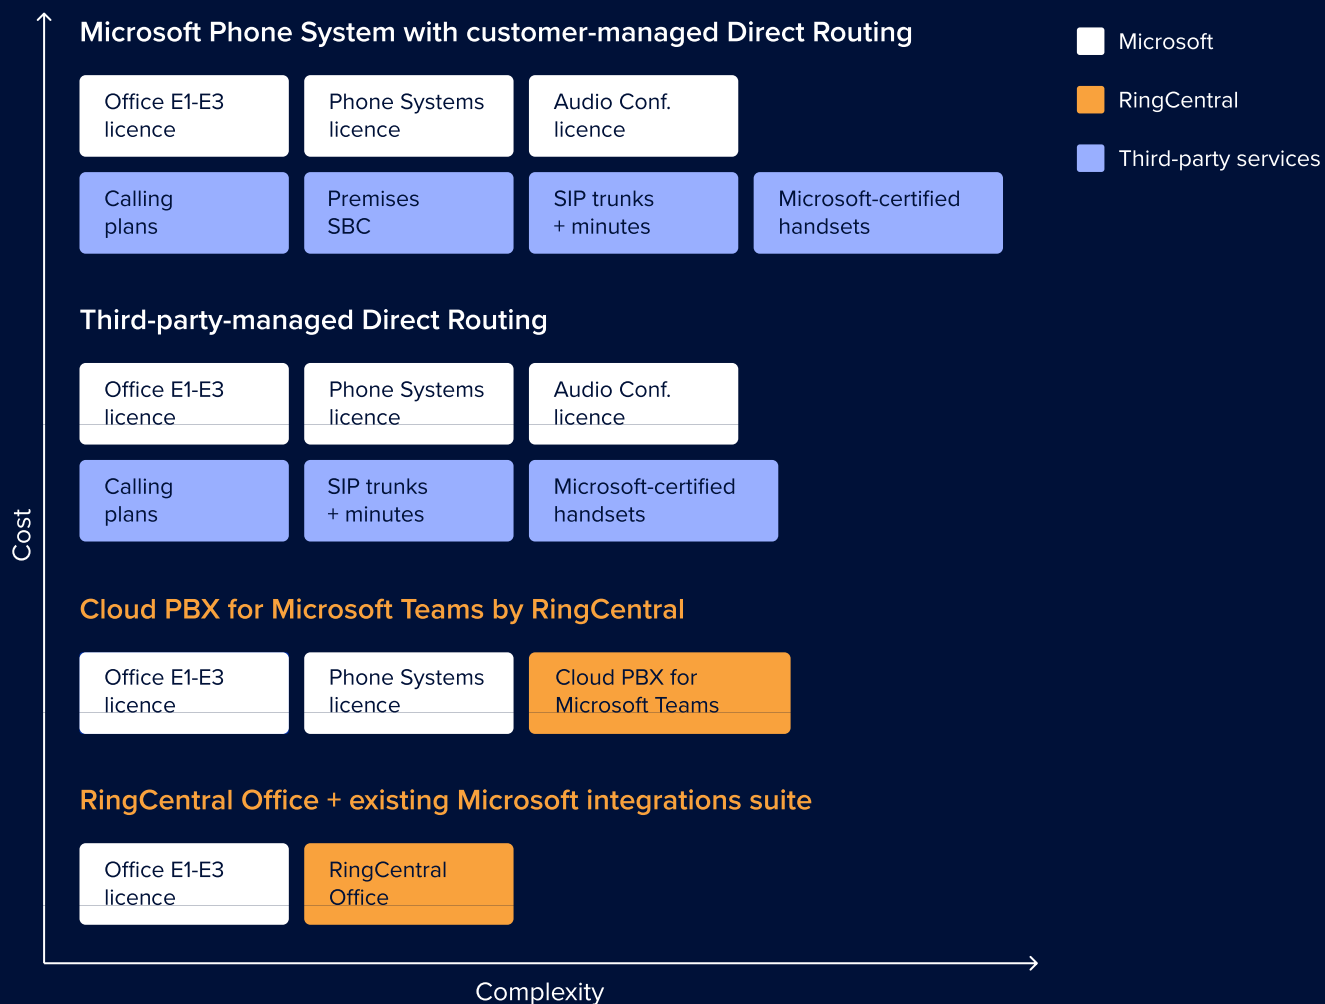 Microsoft Phone System with customer-managed Direct Routing
Office E1-E3
licence
Phone Systems
licence
Audio Conf.
licence
Calling
plans
Premises
SBC
SIP trunks
+ minutes
Microsoft-certified
handsets
Third-party-managed Direct Routing
Office E1-E3
licence
Phone Systems
licence
Audio Conf.
licence
Calling
plans
SIP trunks
+ minutes
Microsoft-certified
handsets
Cloud PBX for Microsoft Teams by RingCentral
Office E1-E3
licence
Phone Systems
licence
Cloud PBX for
Microsoft Teams
RingCentral Office + existing Microsoft integrations suite
Office E1-E3
licence
RingCentral
Office
Cost
Complexity
Microsoft
RingCentral
Third-party services